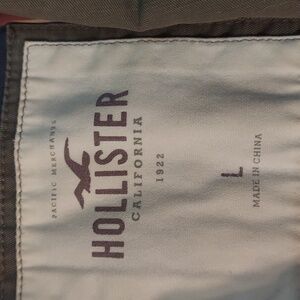 PACIFIC MERCHANTS
HOLLISTER
CALIFORNIA
1922
L
MADE IN CHINA